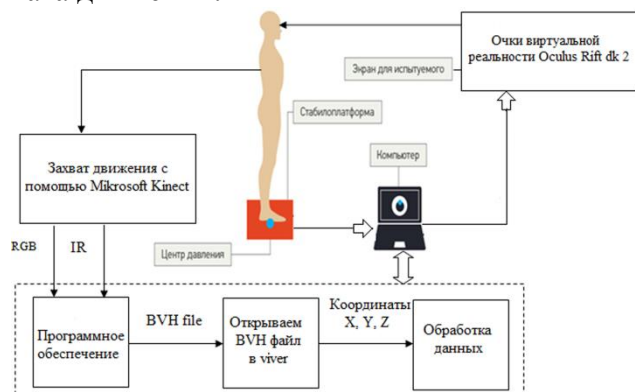 Очки виртуальной
реальности Oculus Rift dk 2
Экран для испытуемого
Стабилоплатформа
Захват движения с
помощью Mikrosoft Kinect
Компьютер
RGB
IR
Центр давления
Программное
обеспечение
BVH file
Открываем
BVH файл
в viver
Координаты
X, Y, Z
Обработка
данных